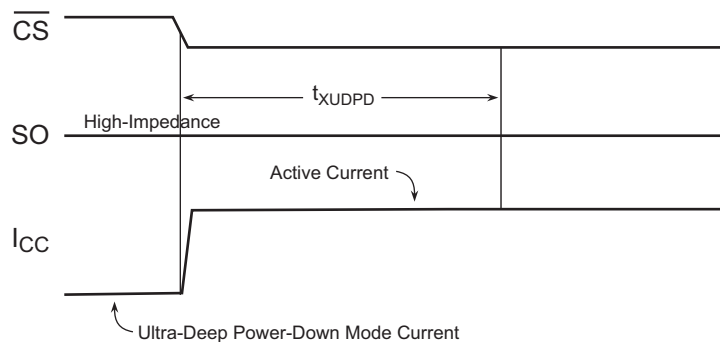 CS
tXUDPD
High-Impedance
SO
Active Current
ICC
Ultra-Deep Power-Down Mode Current